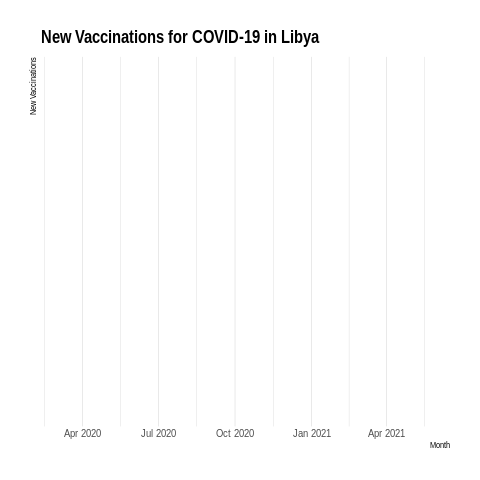 New Vaccinations for COVID-19 in Libya
New Vaccinations
Apr 2020
Jul 2020
Oct 2020
Jan 2021
Apr 2021
Month